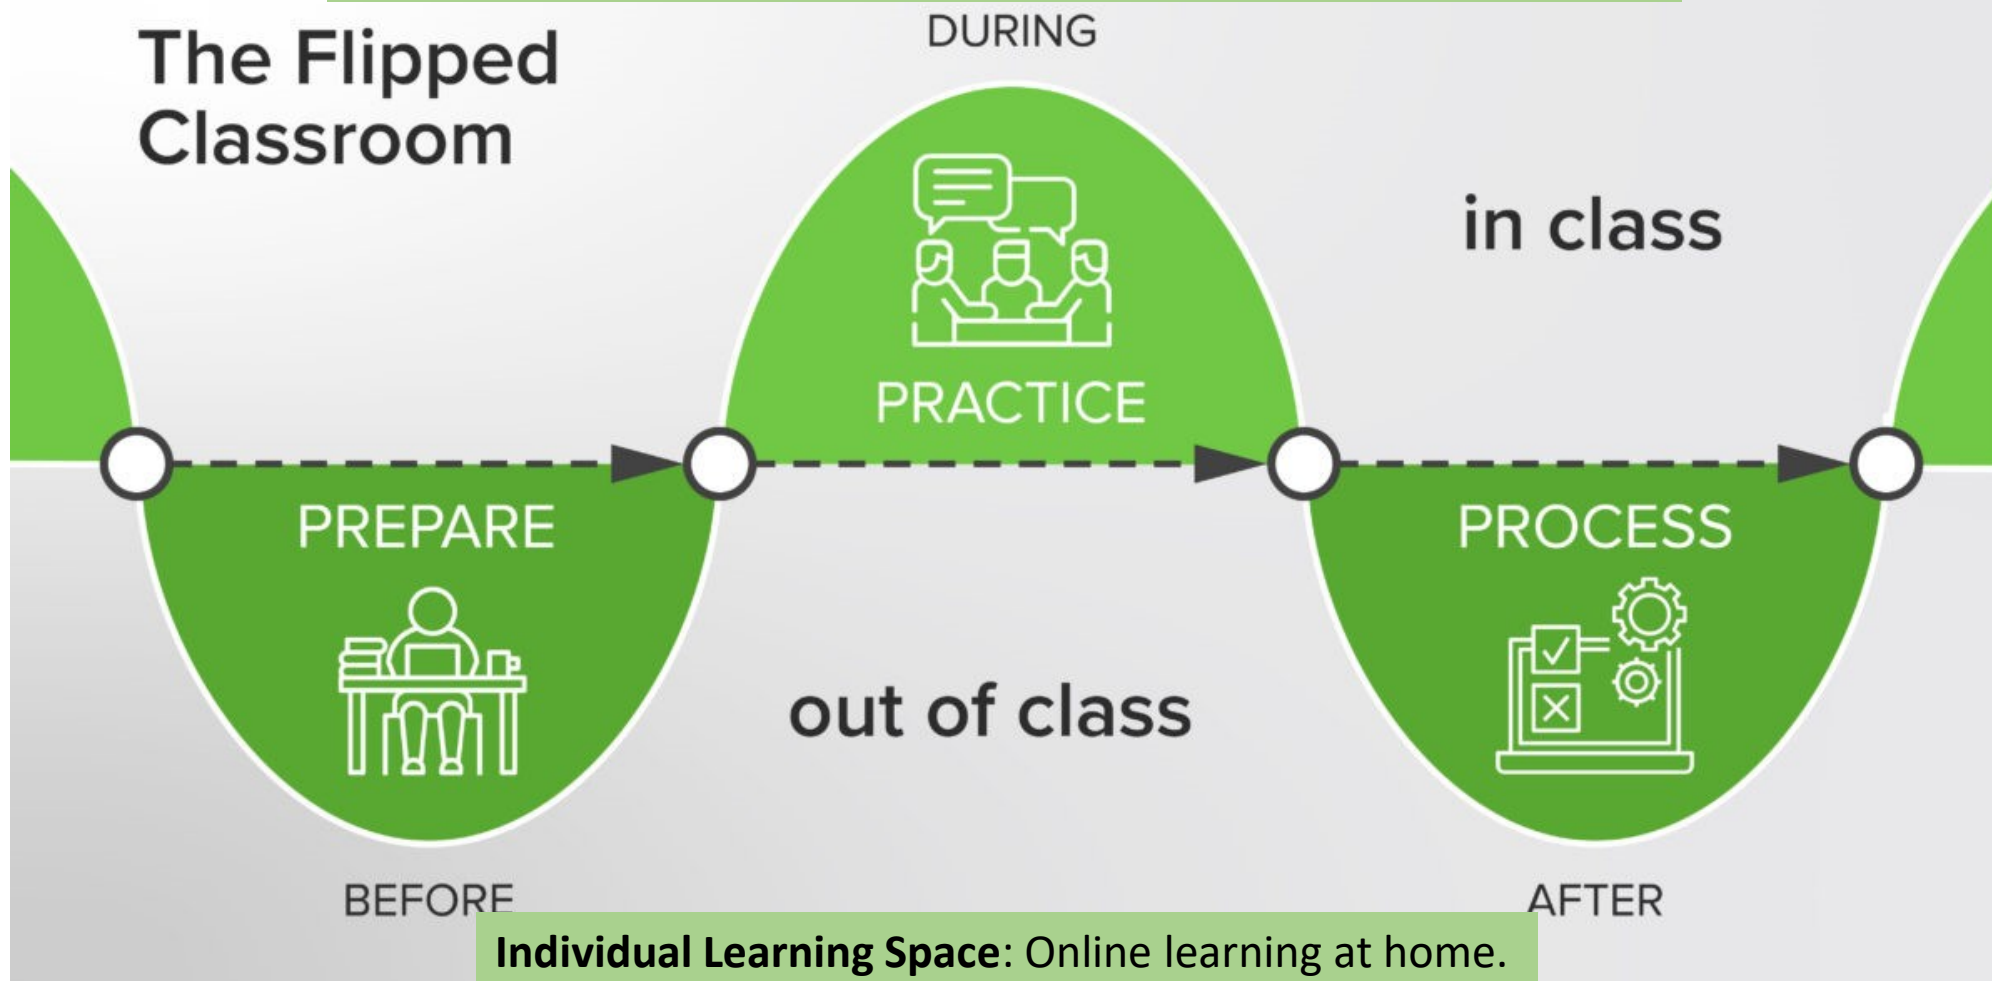 The Flipped
Classroom
DURING
in class
PRACTICE
PREPARE
PROCESS
out of class
BEFORE
AFTER
Individual Learning Space: Online learning at home.